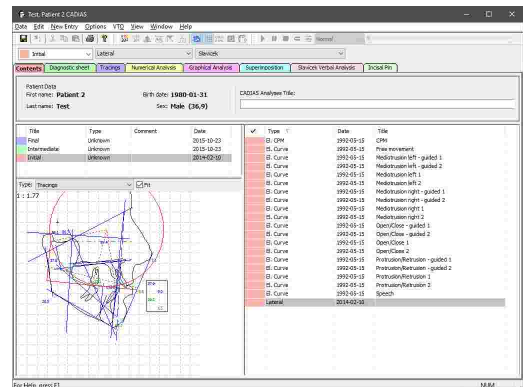 Test, Patient 2 CADIAS
Data Edit New Entry Options VTO View Window Help
Normal
Initial Lateral Slavicek
Contents Diagnostic sheet Tracings Numerical Analysis Graphical Analysis Superimposition Slavicek Verbal Analysis Incisal Pin
Patient Data
First name: Patient 2 Birth date: 1980-01-31 CADIAS Analyses Title:
Last name: Test Sex: Male (36,9)
Title Type Comment Date
Final Unknown 2015-10-23
Intermediate Unknown 2015-10-23
Initial Unknown 2014-02-10
Type: Tracings Fit
1 : 1.77
Type Date Title
El. CPM 1992-05-15 CPM
El. Curve 1992-05-15 Free movement
El. Curve 1992-05-15 Mediotrusion left - guided 1
El. Curve 1992-05-15 Mediotrusion left - guided 2
El. Curve 1992-05-15 Mediotrusion left 1
El. Curve 1992-05-15 Mediotrusion left 2
El. Curve 1992-05-15 Mediotrusion right - guided 1
El. Curve 1992-05-15 Mediotrusion right - guided 2
El. Curve 1992-05-15 Mediotrusion right 1
El. Curve 1992-05-15 Mediotrusion right 2
El. Curve 1992-05-15 Open/Close - guided 1
El. Curve 1992-05-15 Open/Close - guided 2
El. Curve 1992-05-15 Open/Close 1
El. Curve 1992-05-15 Open/Close 2
El. Curve 1992-05-15 Protrusion/Retrusion - guided 1
El. Curve 1992-05-15 Protrusion/Retrusion - guided 2
El. Curve 1992-05-15 Protrusion/Retrusion 1
El. Curve 1992-05-15 Protrusion/Retrusion 2
El. Curve 1992-05-15 Speech
Lateral 2014-02-10
For Help, press F1 NUM